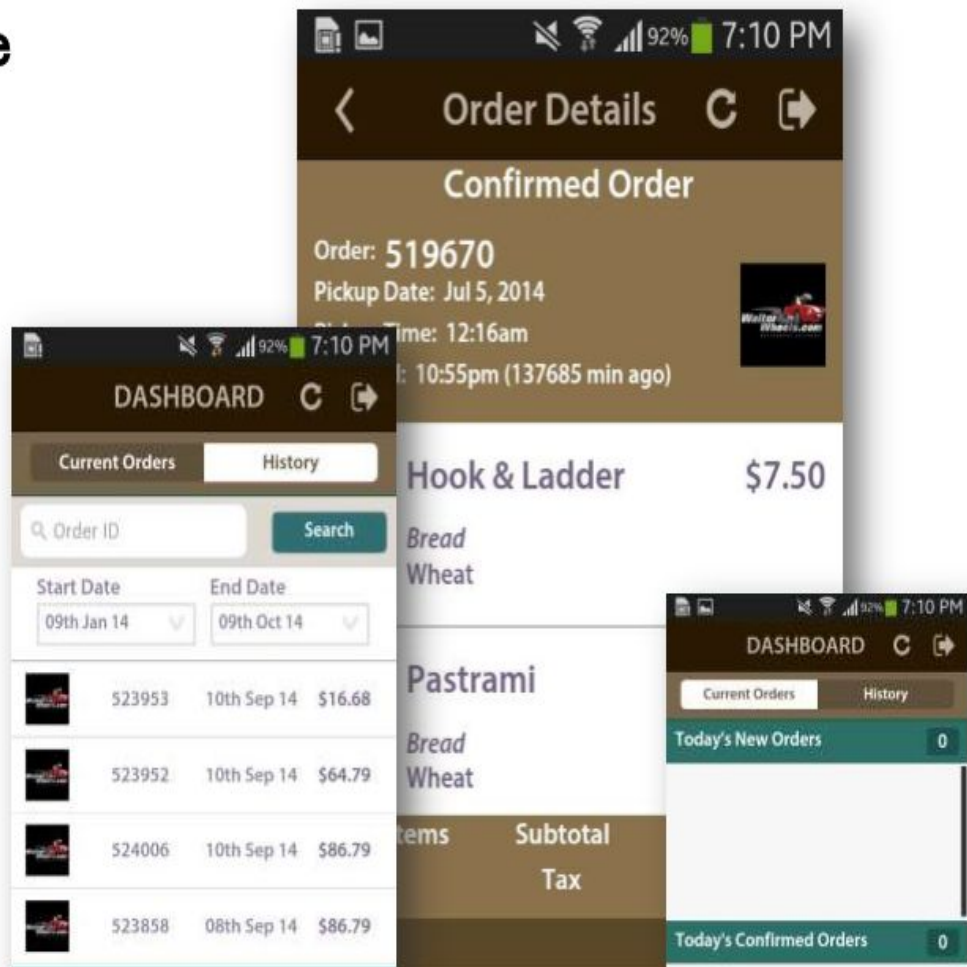 92% 7:10 PM
Order Details
Confirmed Order
Order: 519670
Pickup Date: Jul 5, 2014
Time: 12:16am
10:55pm (137685 min ago)
Hook & Ladder $7.50
Bread
Wheat
Pastrami
Bread
Wheat
Subtotal
Tax
92% 7:10 PM
DASHBOARD
Current Orders History
Order ID Search
Start Date End Date
09th Jan 14 09th Oct 14
523953 10th Sep 14 $16.68
523952 10th Sep 14 $64.79
524006 10th Sep 14 $86.79
523858 08th Sep 14 $86.79
92% 7:10 PM
DASHBOARD
Current Orders History
Today's New Orders 0
Today's Confirmed Orders 0